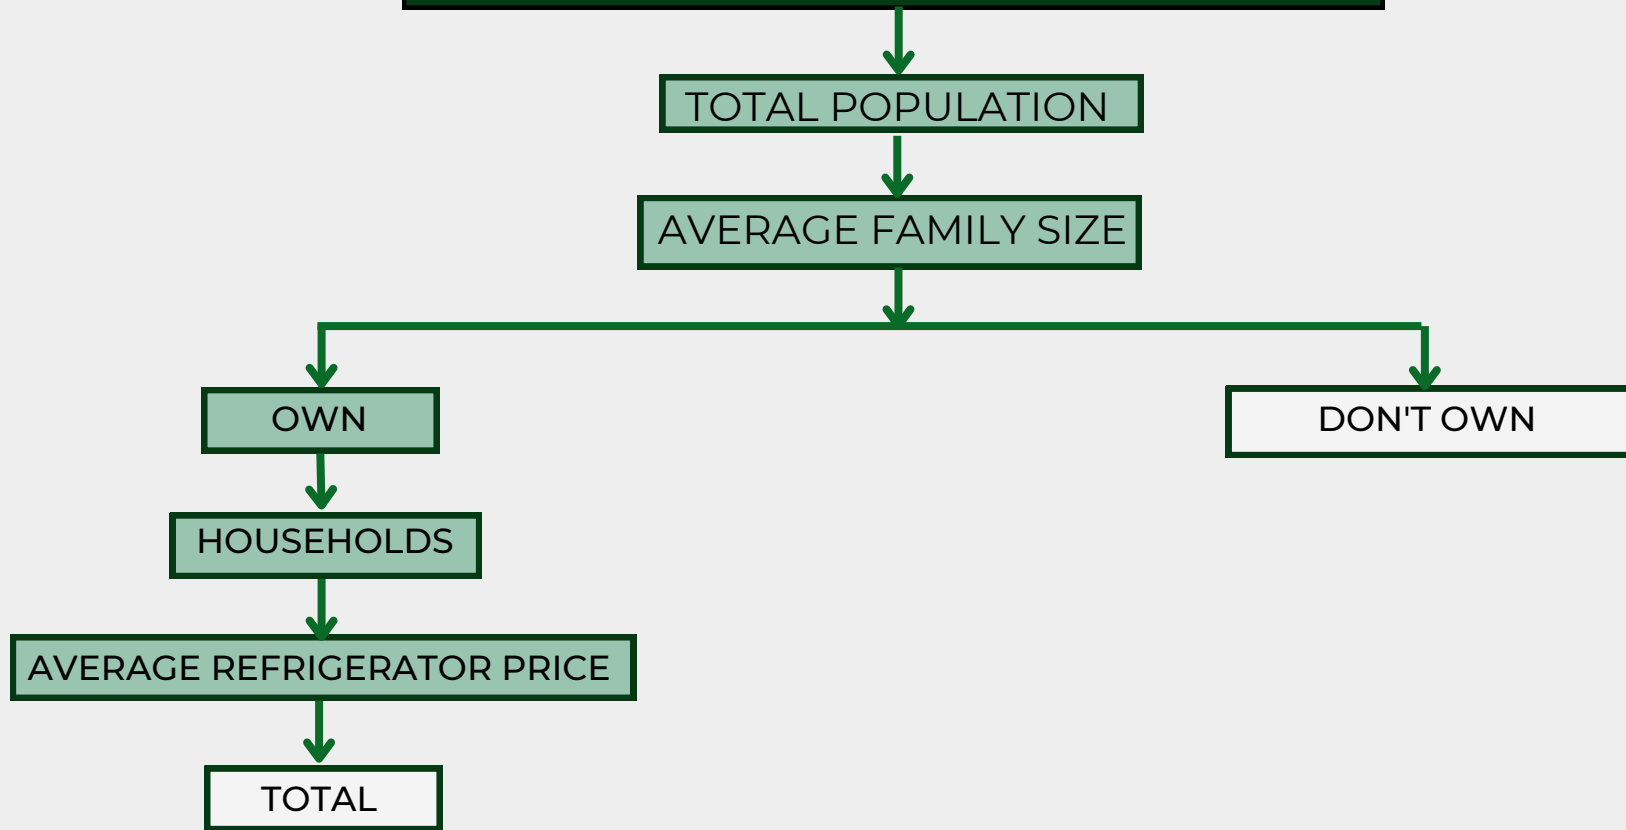 TOTAL POPULATION
AVERAGE FAMILY SIZE
OWN
DON'T OWN
HOUSEHOLDS
AVERAGE REFRIGERATOR PRICE
TOTAL